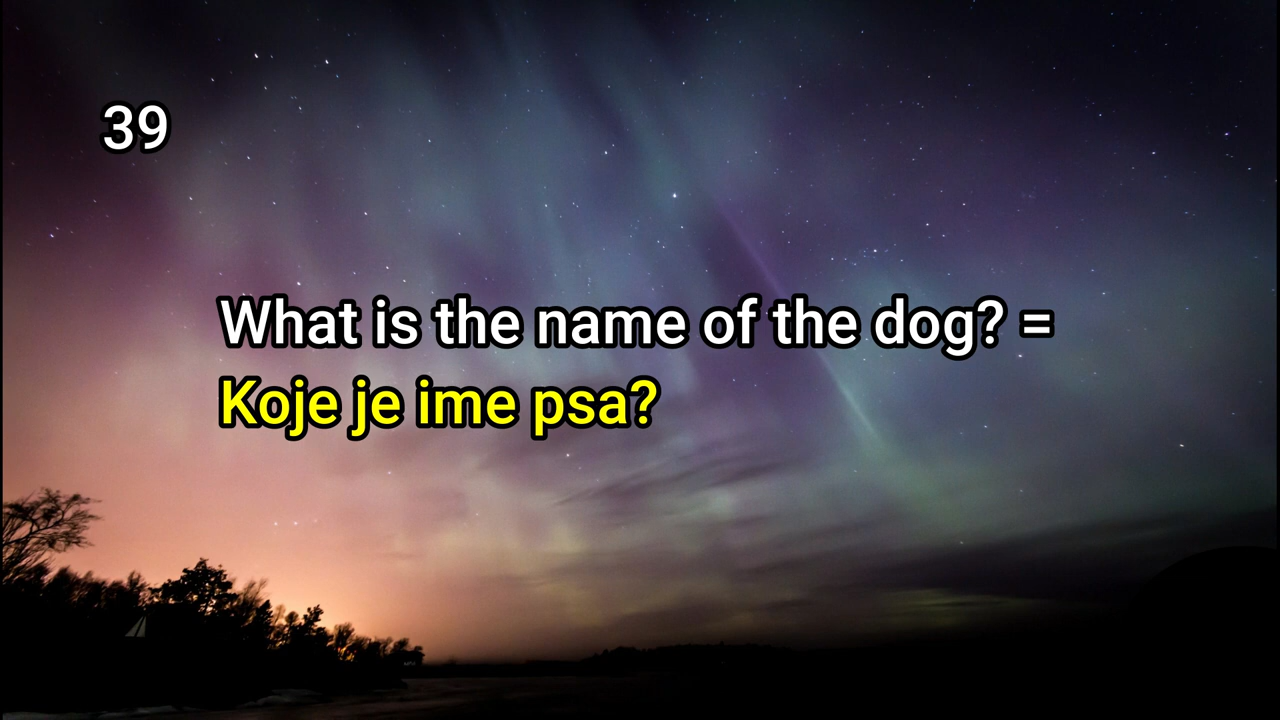 39
What is the name of the dog? =
Koje je ime psa?